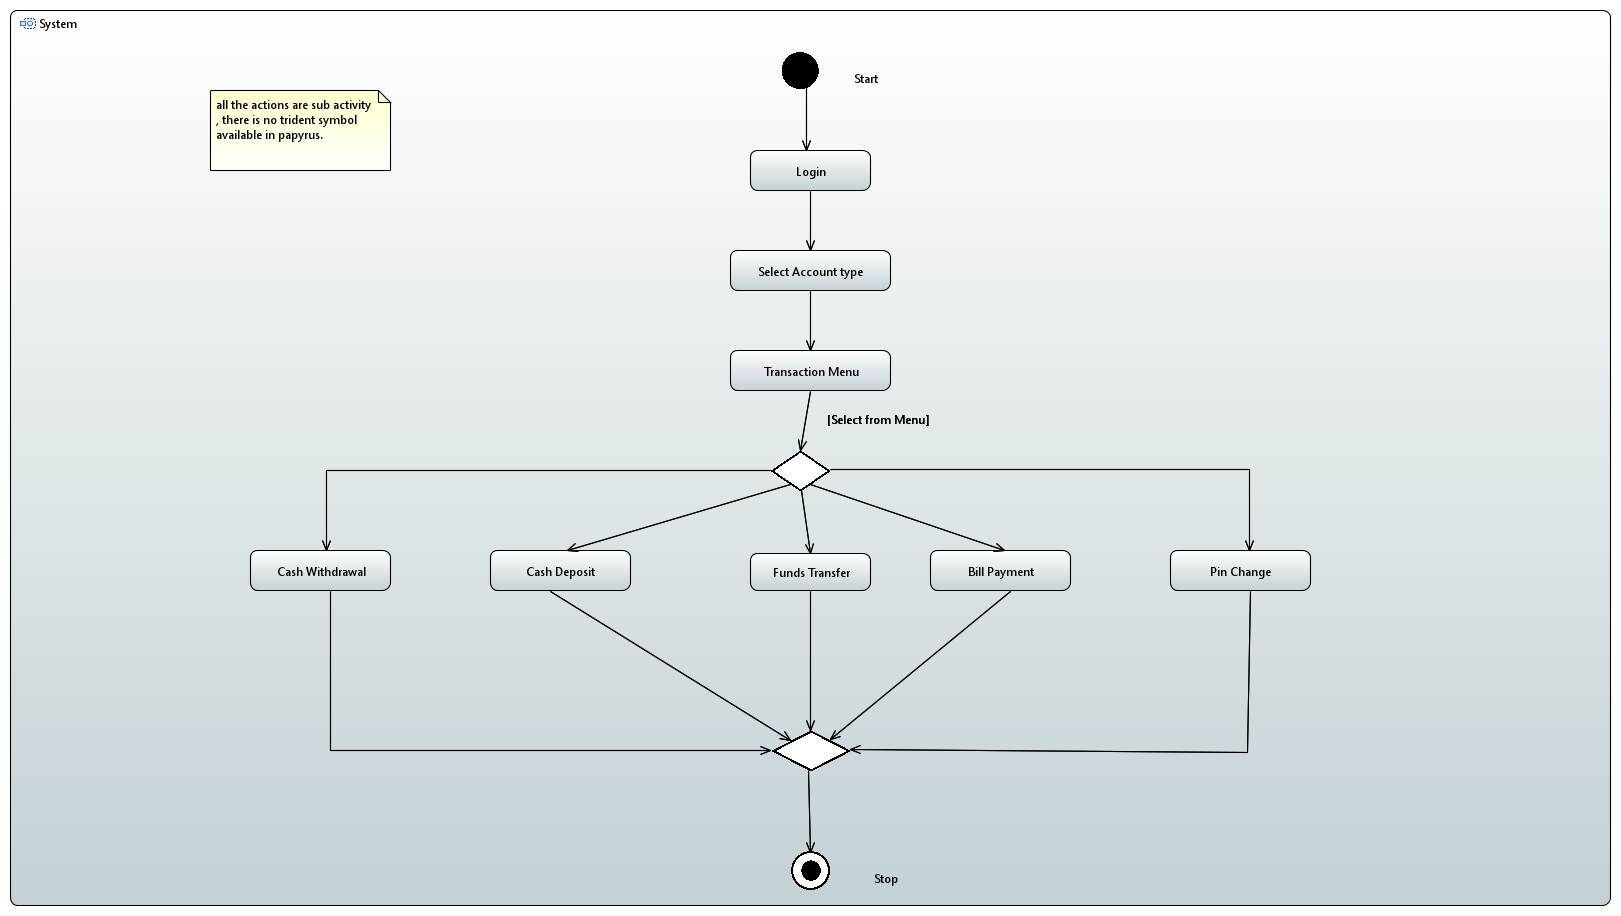 System
Start
all the actions are sub activity
, there is no trident symbol
available in papyrus.
Login
Select Account type
Transaction Menu
[Select from Menu]
Cash Withdrawal
Cash Deposit
Funds Transfer
Bill Payment
Pin Change
Stop